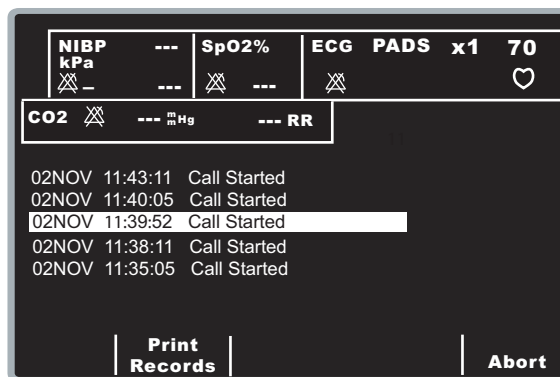 NIBP --- SpO2% ECG PADS x1 70
kPa
– --- --- 
CO2 --- mmHg --- RR
11
02NOV 11:43:11 Call Started
02NOV 11:40:05 Call Started
02NOV 11:39:52 Call Started
02NOV 11:38:11 Call Started
02NOV 11:35:05 Call Started
Print
Records Abort